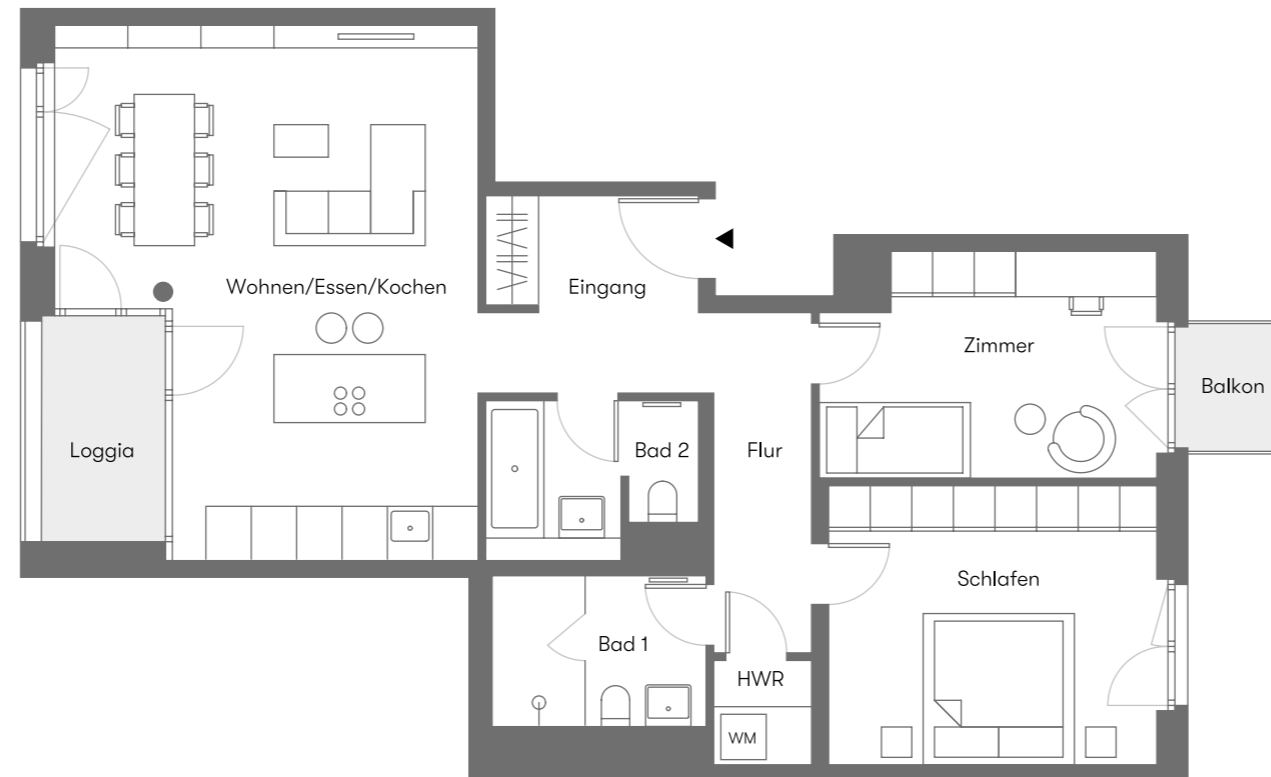 Wohnen/Essen/Kochen
Eingang
Zimmer
Balkon
Loggia
Bad 2
Flur
Schlafen
Bad 1
HWR
WM